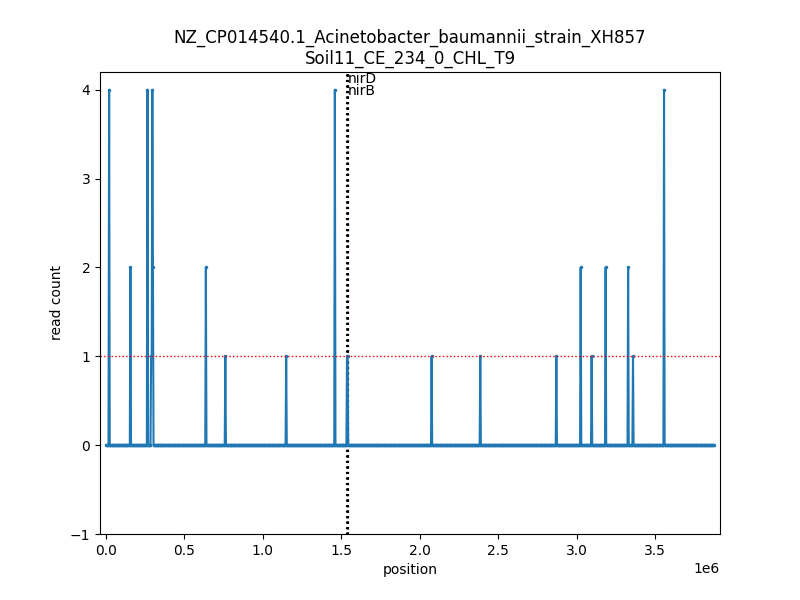 NZ_CP014540.1_Acinetobacter_baumannii_strain_XH857
Soil11_CE_234_0_CHL_T9
nirD
nirB
4
3
2
1
0
−1
read count
0.0 0.5 1.0 1.5 2.0 2.5 3.0 3.5
1e6
position